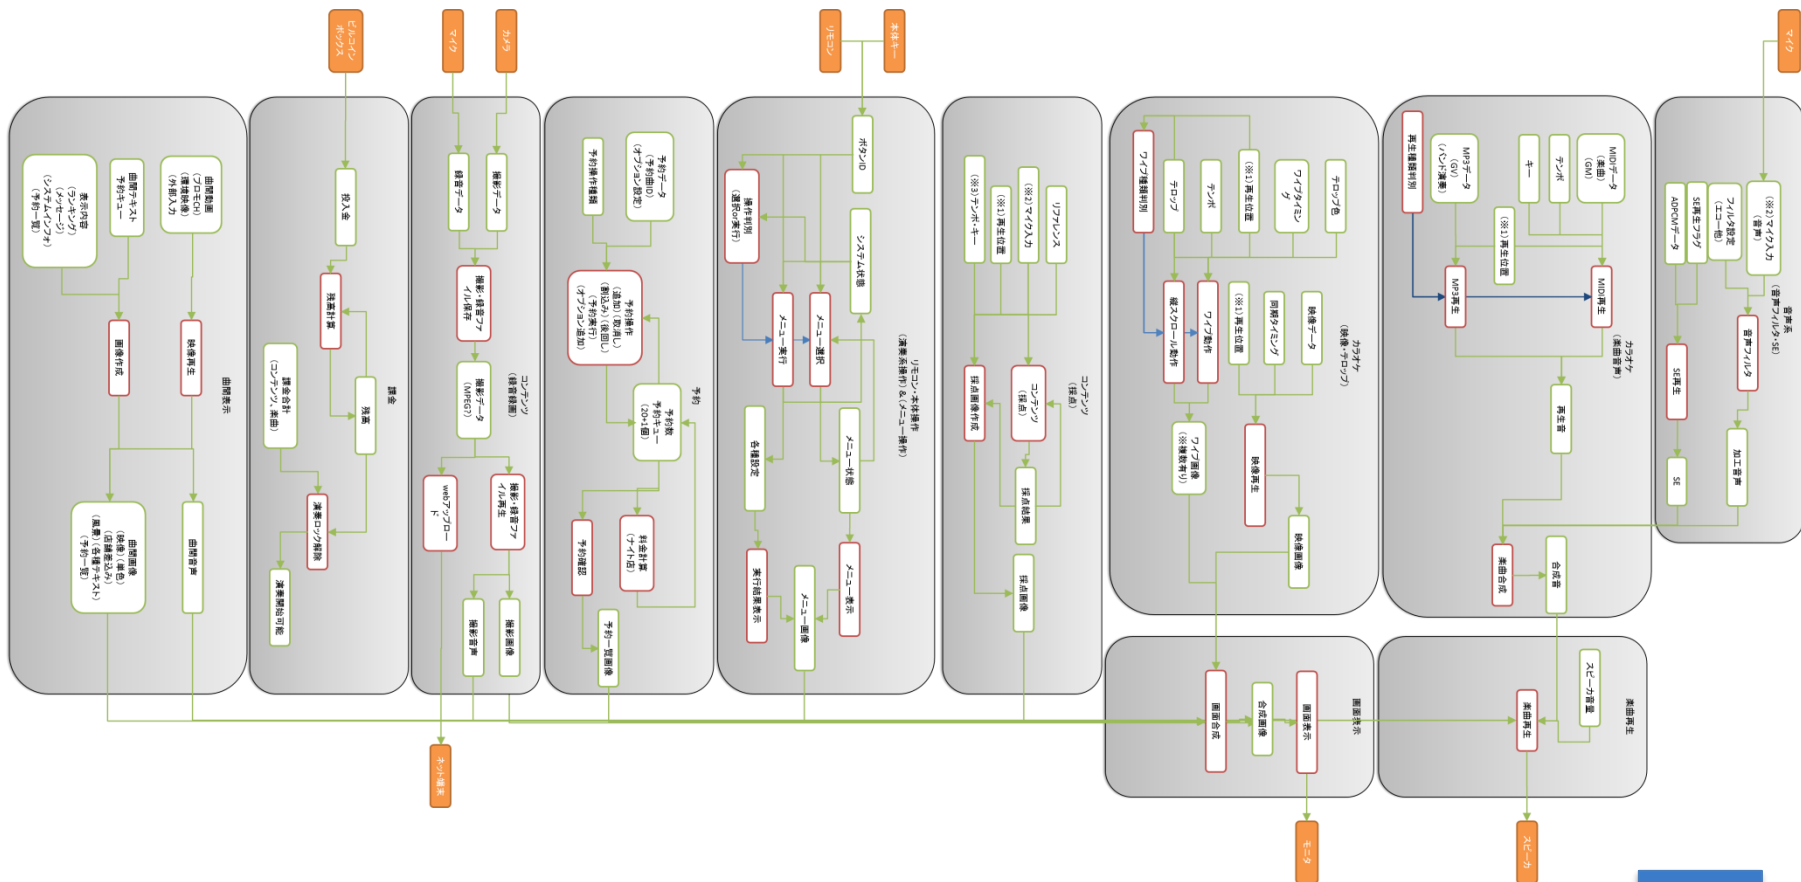 マイク
(※2)マイク入力
(音声)
フィルタ設定
(エコー他)
SE再生フラグ
ADPCMデータ
音声フィルタ
SE再生
加工音声
SE
音声系
(音声フィルタ・SE)
再生種類判別
MP3データ
(GV)
(バンド演奏)
キー
テンポ
MIDIデータ
(楽曲)
(GM)
(※1)再生位置
MP3再生
MIDI再生
カラオケ
(楽曲音声)
再生音
楽曲合成
合成音
スピーカ音量
楽曲再生
楽曲再生
スピーカ
ワイプ種類判別
テロップ
テンポ
(※1)再生位置
ワイプタイミン
グ
テロップ色
縦スクロール動作
ワイプ動作
(※1)再生位置
同期タイミング
映像データ
カラオケ
(映像・テロップ)
ワイプ画像
(※複数有り)
映像再生
映像画像
画面合成
合成画像
画面表示
画面表示
モニタ
(※3)テンポ・キー
(※1)再生位置
(※2)マイク入力
リファレンス
採点画像作成
コンテンツ
(採点)
採点結果
採点画像
コンテンツ
(採点)
リモコン
本体キー
ボタンID
操作判別
(選択or実行)
システム状態
メニュー実行
メニュー選択
リモコン・本体操作
(演奏系操作)&(メニュー操作)
各種設定
メニュー状態
実行結果表示
メニュー画像
メニュー表示
予約操作種種
予約データ
(予約曲ID)
(オプション設定)
予約操作
(追加)(取消し)
(割込み)(後回し)
(予約実行)
(オプション追加)
予約数
予約キュー
(20+1個)
予約
予約確認
料金計算
(ナイト店)
予約一覧画像
マイク
カメラ
録音データ
撮影データ
撮影・録音ファ
イル保存
撮影データ
(MPEG?)
コンテンツ
(録音録画)
webアップロー
ド
撮影・録音ファ
イル再生
撮影音声
撮影画像
ネット端末
ビルコイン
ボックス
投入金
残高計算
残高
課金
課金合計
(コンテンツ、楽曲)
演奏ロック解除
演奏開始可能
表示内容
(ランキング)
(メッセージ)
(システムインフォ)
(予約一覧)
曲間テキスト
予約キュー
曲間動画
(プロモCH)
(環境映像)
(外部入力)
画像作成
映像再生
曲間表示
曲間画像
(映像)(単色)
(店舗差込み)
(風景)(各種テキスト)
(予約一覧)
曲間音声